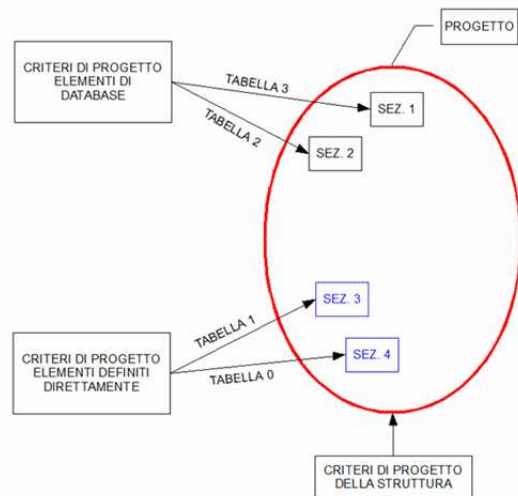 PROGETTO
CRITERI DI PROGETTO
ELEMENTI DI
DATABASE
TABELLA 3
SEZ. 1
TABELLA 2
SEZ. 2
SEZ. 3
TABELLA 1
SEZ. 4
TABELLA 0
CRITERI DI PROGETTO
ELEMENTI DEFINITI
DIRETTAMENTE
CRITERI DI PROGETTO
DELLA STRUTTURA